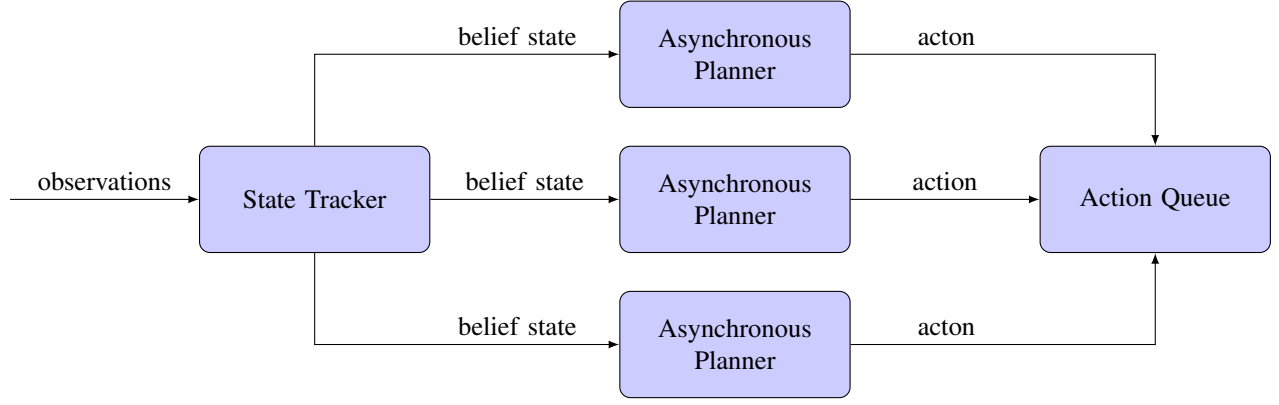 belief state
Asynchronous
Planner
acton
observations
State Tracker
belief state
Asynchronous
Planner
action
Action Queue
belief state
Asynchronous
Planner
acton